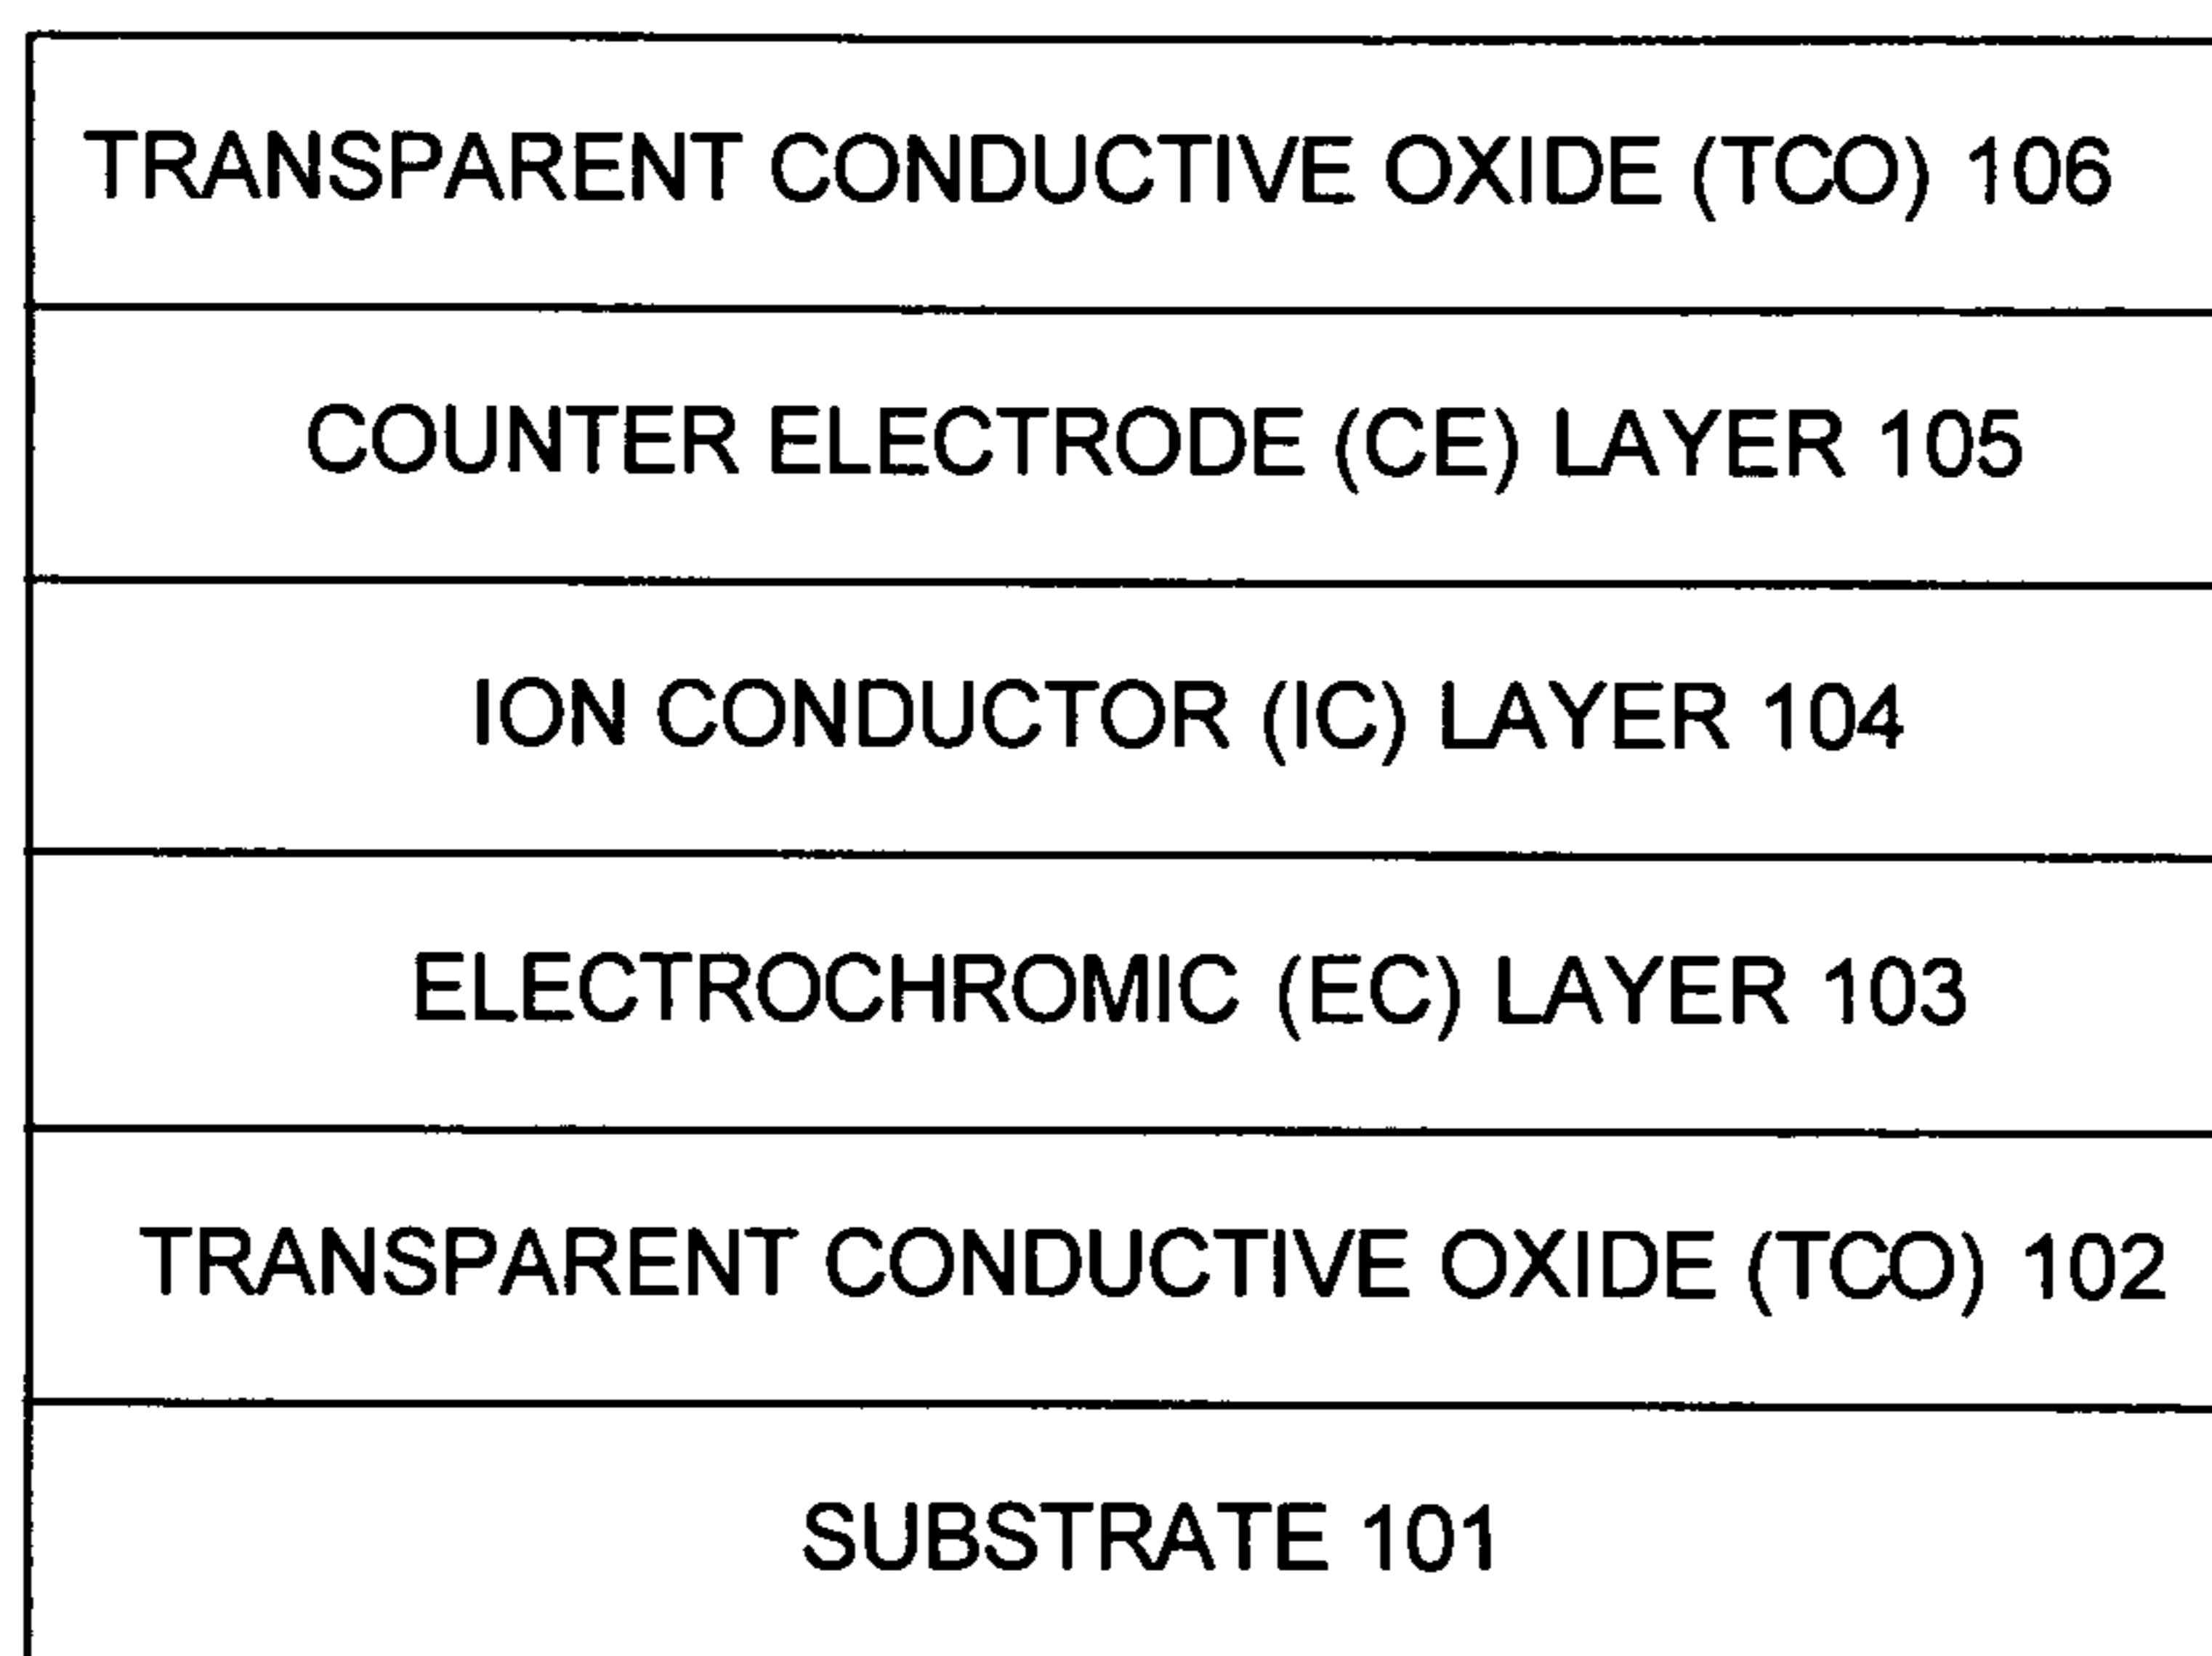 TRANSPARENT CONDUCTIVE OXIDE (TCO) 106
COUNTER ELECTRODE (CE) LAYER 105
ION CONDUCTOR (IC) LAYER 104
ELECTROCHROMIC (EC) LAYER 103
TRANSPARENT CONDUCTIVE OXIDE (TCO) 102
SUBSTRATE 101